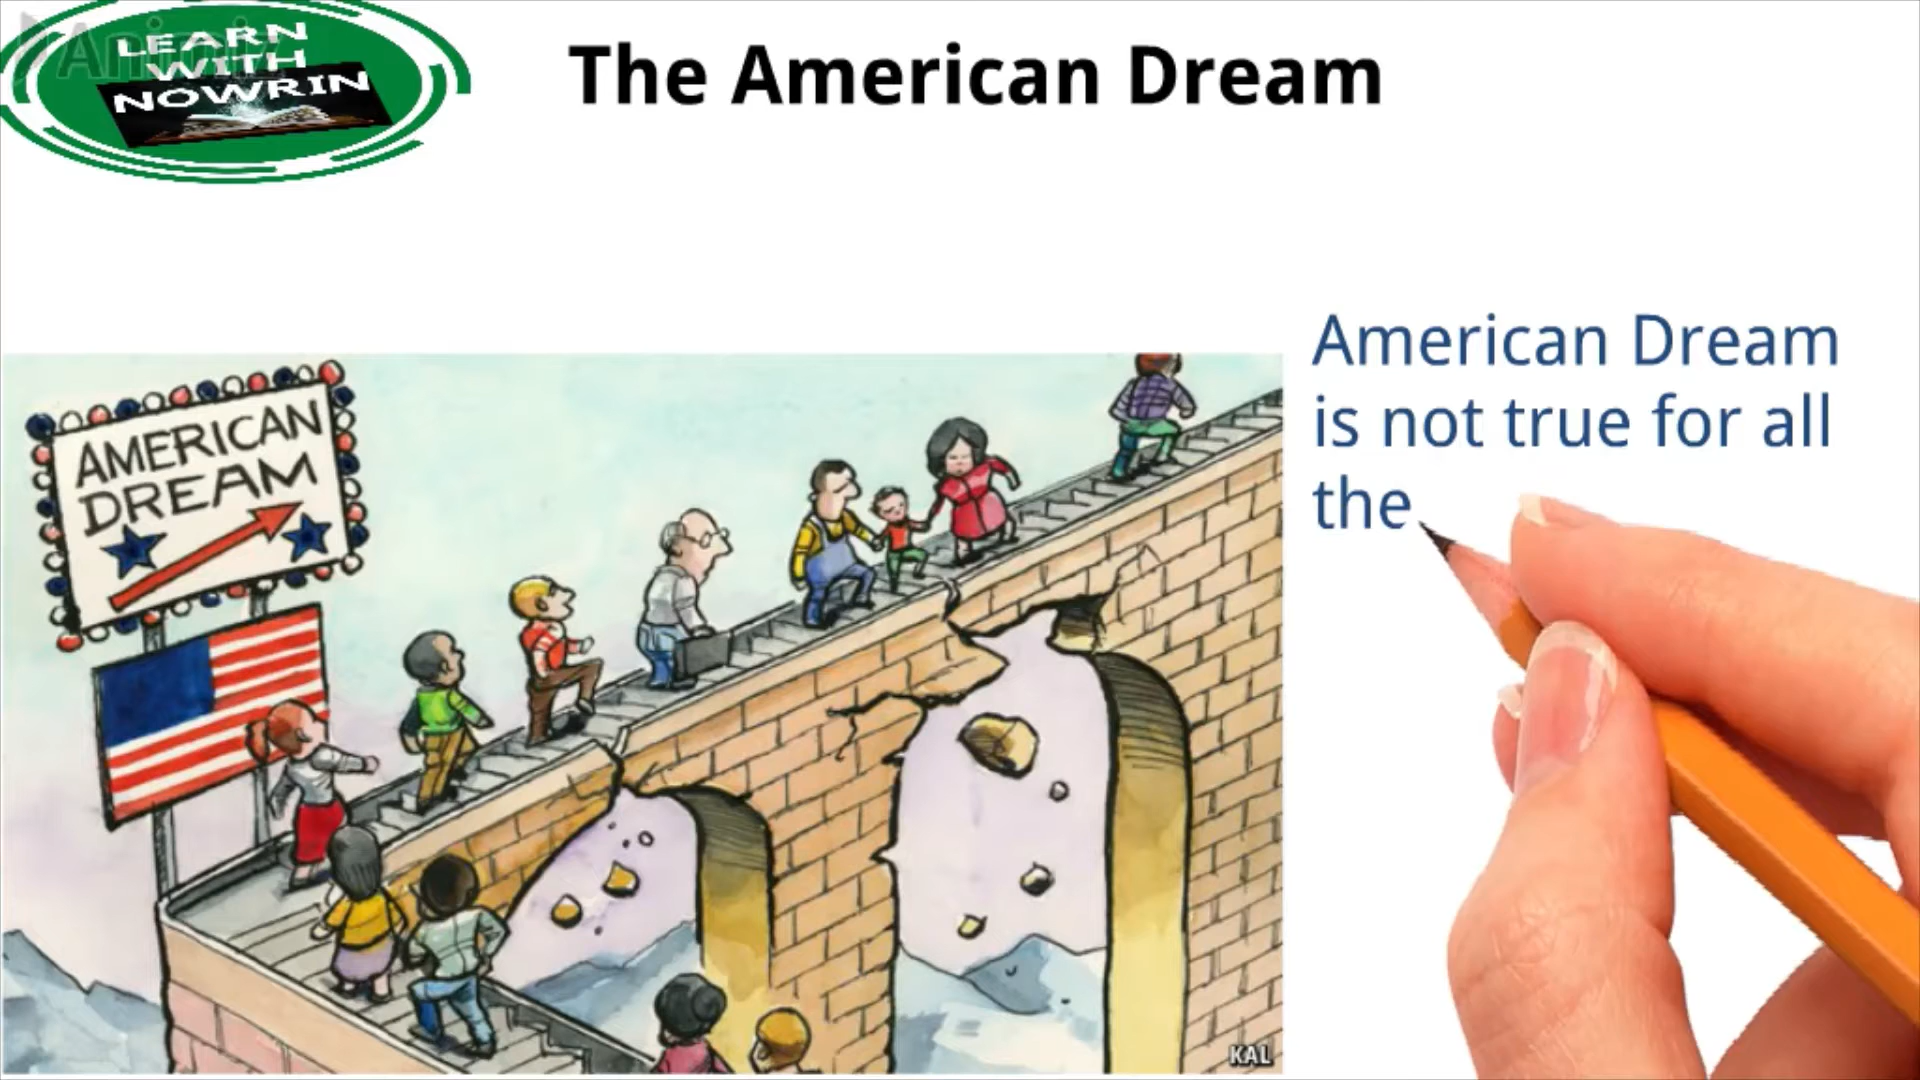 LEARN
WITH
NOWRIN
The American Dream
AMERICAN
DREAM
American Dream
is not true for all
the
KAL